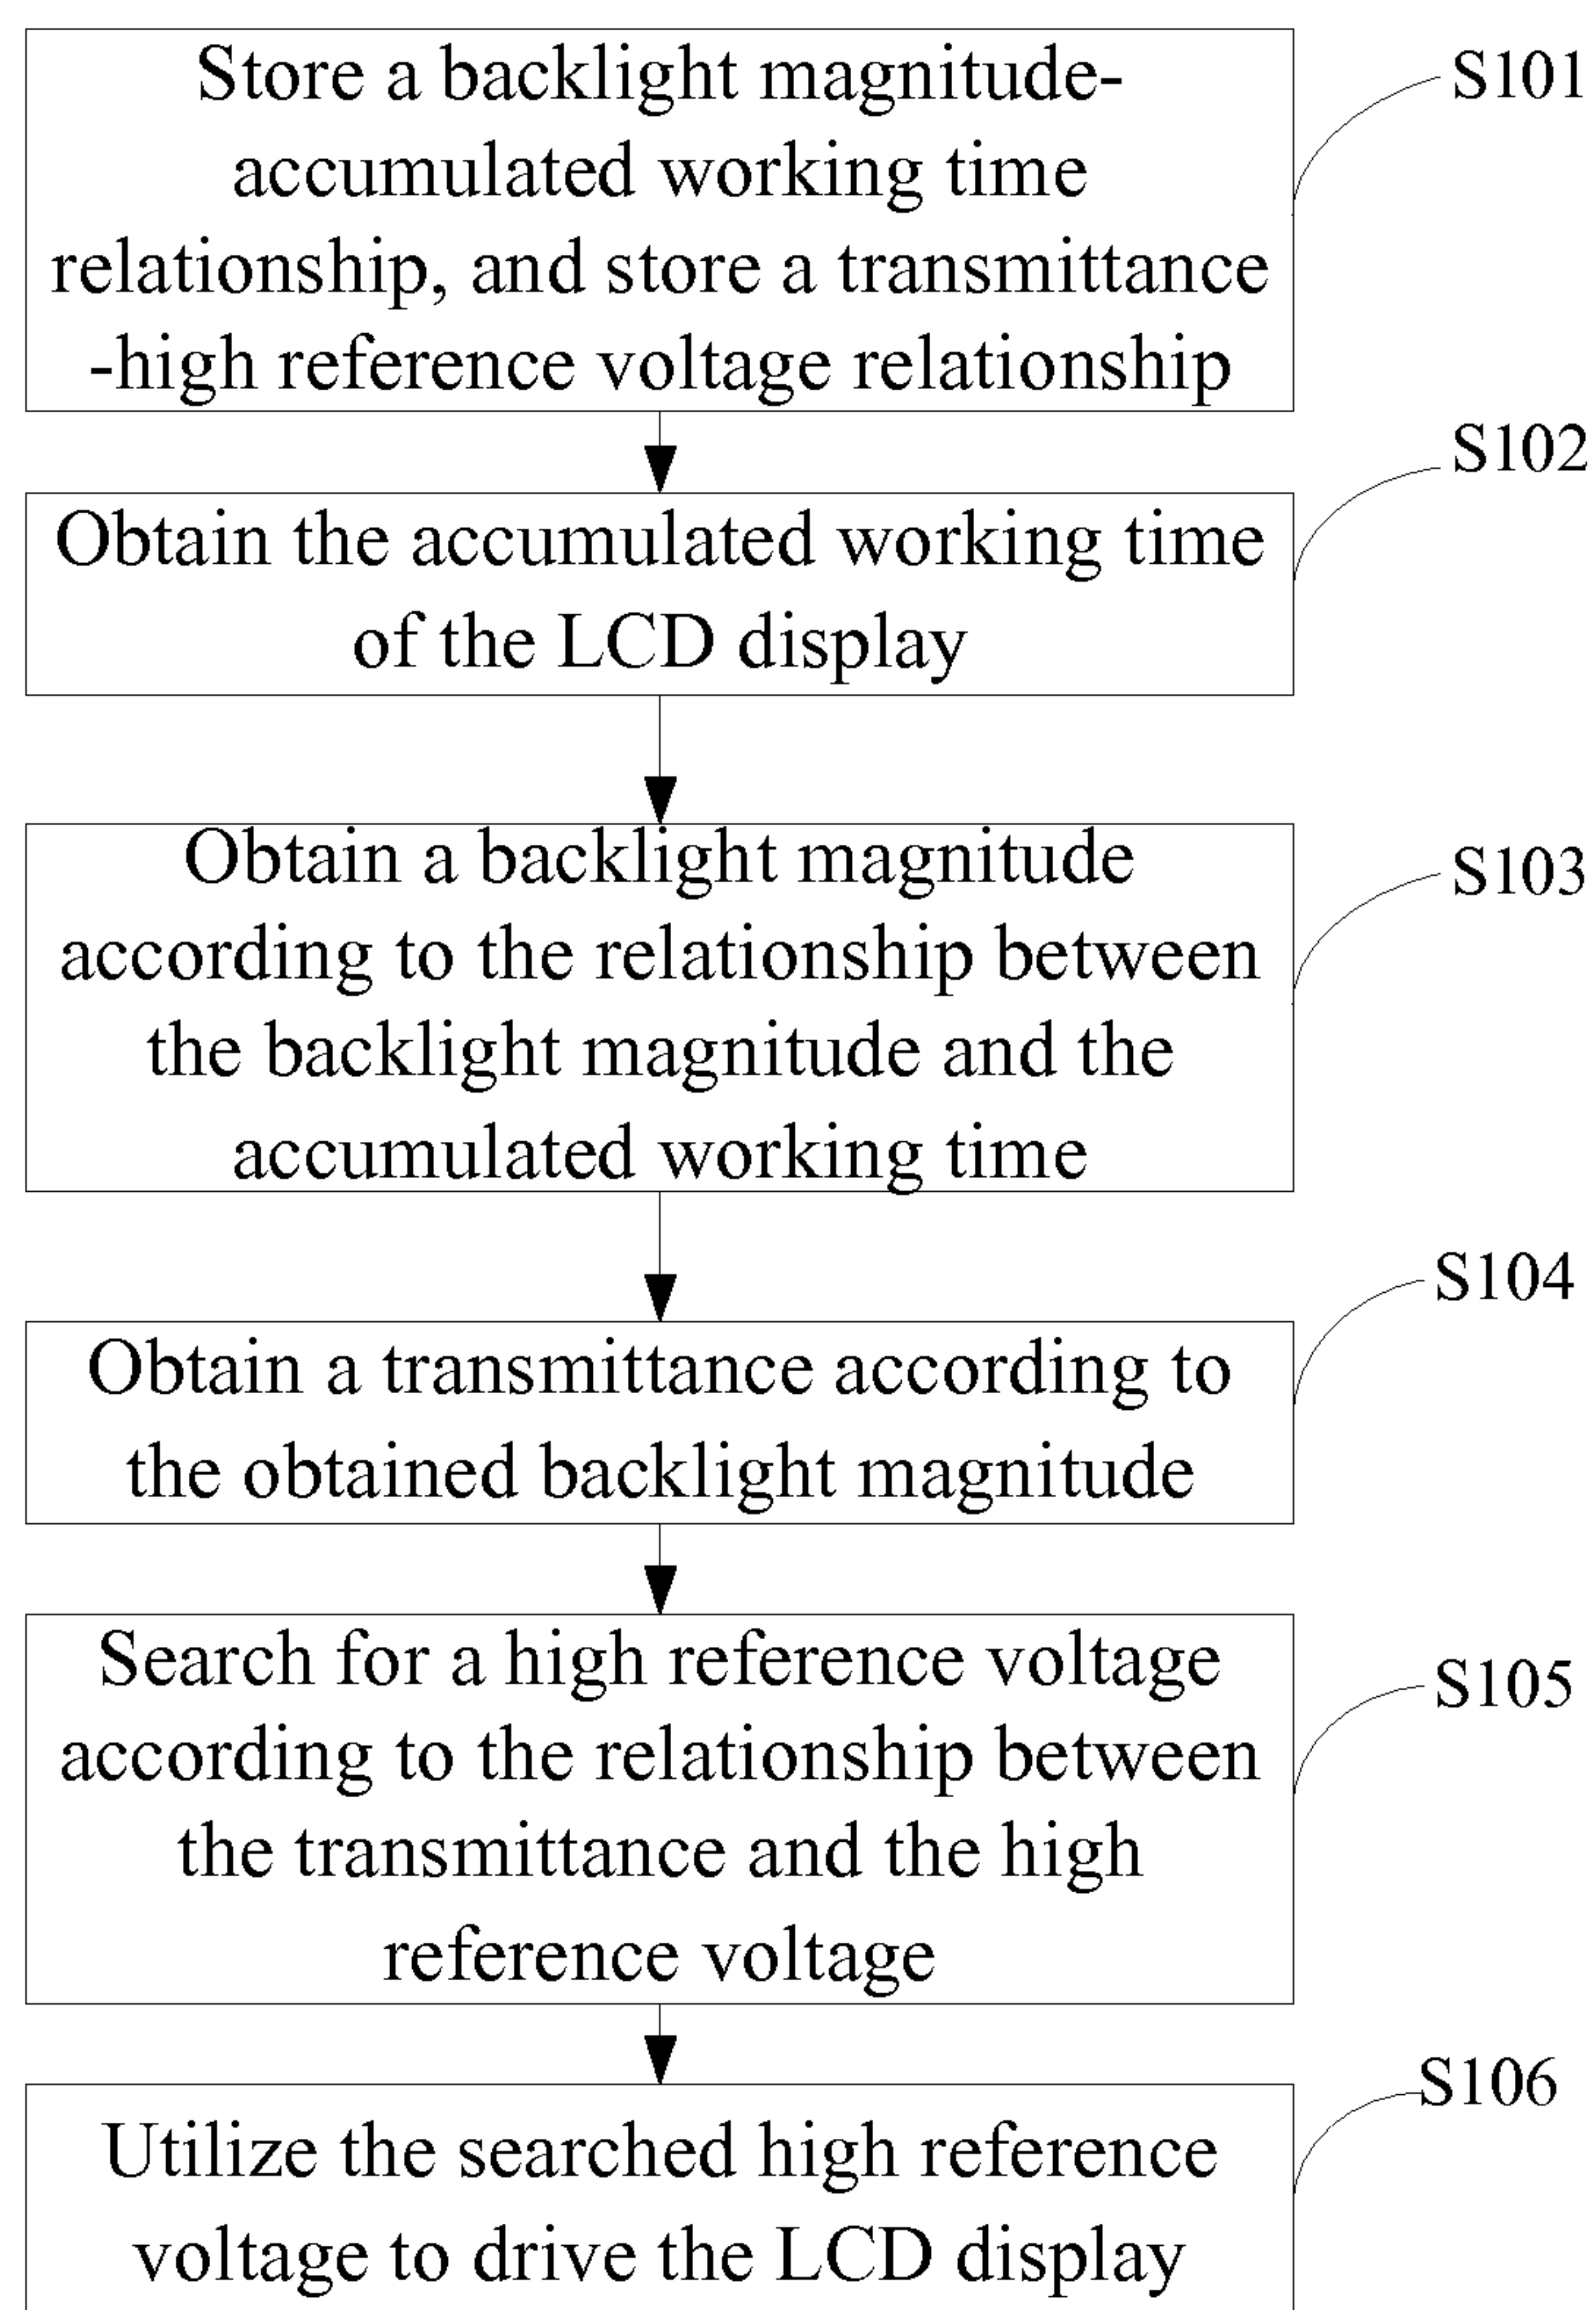 Store a backlight magnitude-
accumulated working time
relationship, and store a transmittance
-high reference voltage relationship
S101
Obtain the accumulated working time
of the LCD display
S102
Obtain a backlight magnitude
according to the relationship between
the backlight magnitude and the
accumulated working time
S103
Obtain a transmittance according to
the obtained backlight magnitude
S104
Search for a high reference voltage
according to the relationship between
the transmittance and the high
reference voltage
S105
Utilize the searched high reference
voltage to drive the LCD display
S106